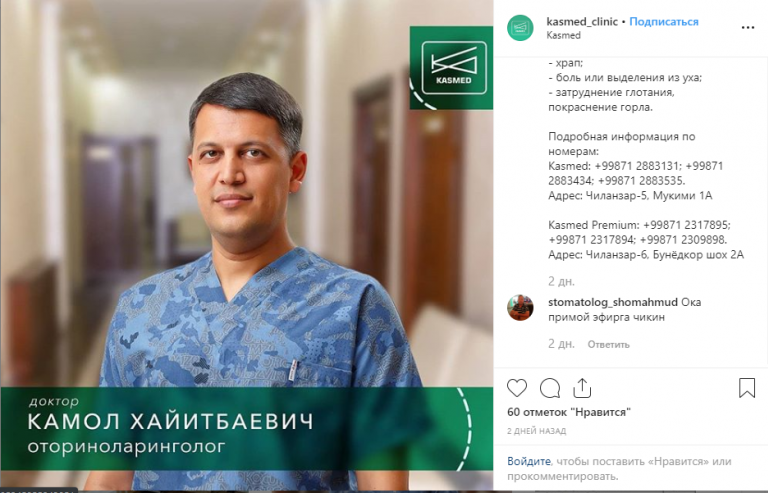 KASMED
доктор
КАМОЛ ХАЙИТБАЕВИЧ
оториноларинголог
kasmed_clinic • Подписаться
Kasmed
- храп;
- боль или выделения из уха;
- затруднение глотания,
покраснение горла.
Подробная информация по
номерам:
Kasmed: +99871 2883131; +99871
2883434; +99871 2883535.
Адрес: Чиланзар-5, Мукими 1А
Kasmed Premium: +99871 2317895;
+99871 2317894; +99871 2309898.
Адрес: Чиланзар-6, Бунёдкор шох 2А
2 дн.
stomatolog_shomahmud Ока
примой эфирга чикин
2 дн. Ответить
60 отметок "Нравится"
2 ДНЕЙ НАЗАД
Войдите, чтобы поставить «Нравится» или
прокомментировать.